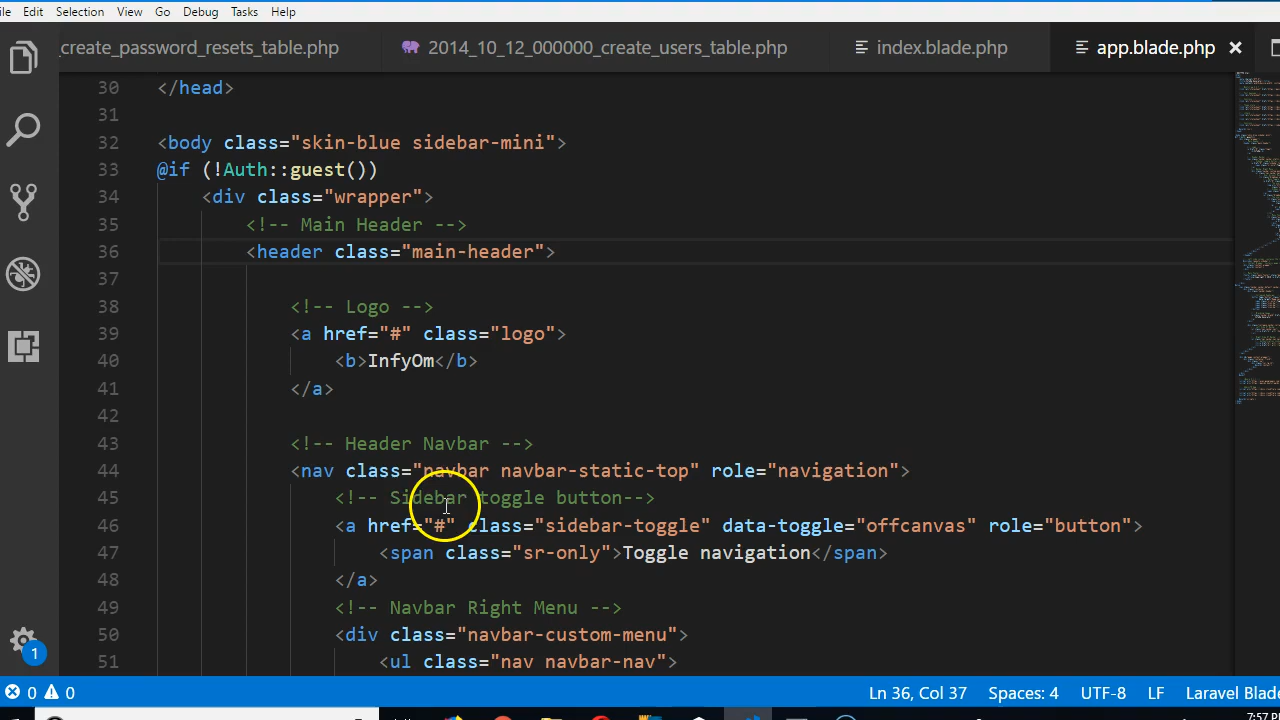 ile Edit Selection View Go Debug Tasks Help
_create_password_resets_table.php 2014_10_12_000000_create_users_table.php index.blade.php app.blade.php
30 </head>
31
32 <body class="skin-blue sidebar-mini">
33 @if (!Auth::guest())
34 <div class="wrapper">
35 <!-- Main Header -->
36 <header class="main-header">
37
38 <!-- Logo -->
39 <a href="#" class="logo">
40 <b>InfyOm</b>
41 </a>
42
43 <!-- Header Navbar -->
44 <nav class="navbar navbar-static-top" role="navigation">
45 <!-- Sidebar toggle button-->
46 <a href="#" class="sidebar-toggle" data-toggle="offcanvas" role="button">
47 <span class="sr-only">Toggle navigation</span>
48 </a>
49 <!-- Navbar Right Menu -->
50 <div class="navbar-custom-menu">
51 <ul class="nav navbar-nav">
1
0 0 Ln 36, Col 37 Spaces: 4 UTF-8 LF Laravel Blade
7:57 P